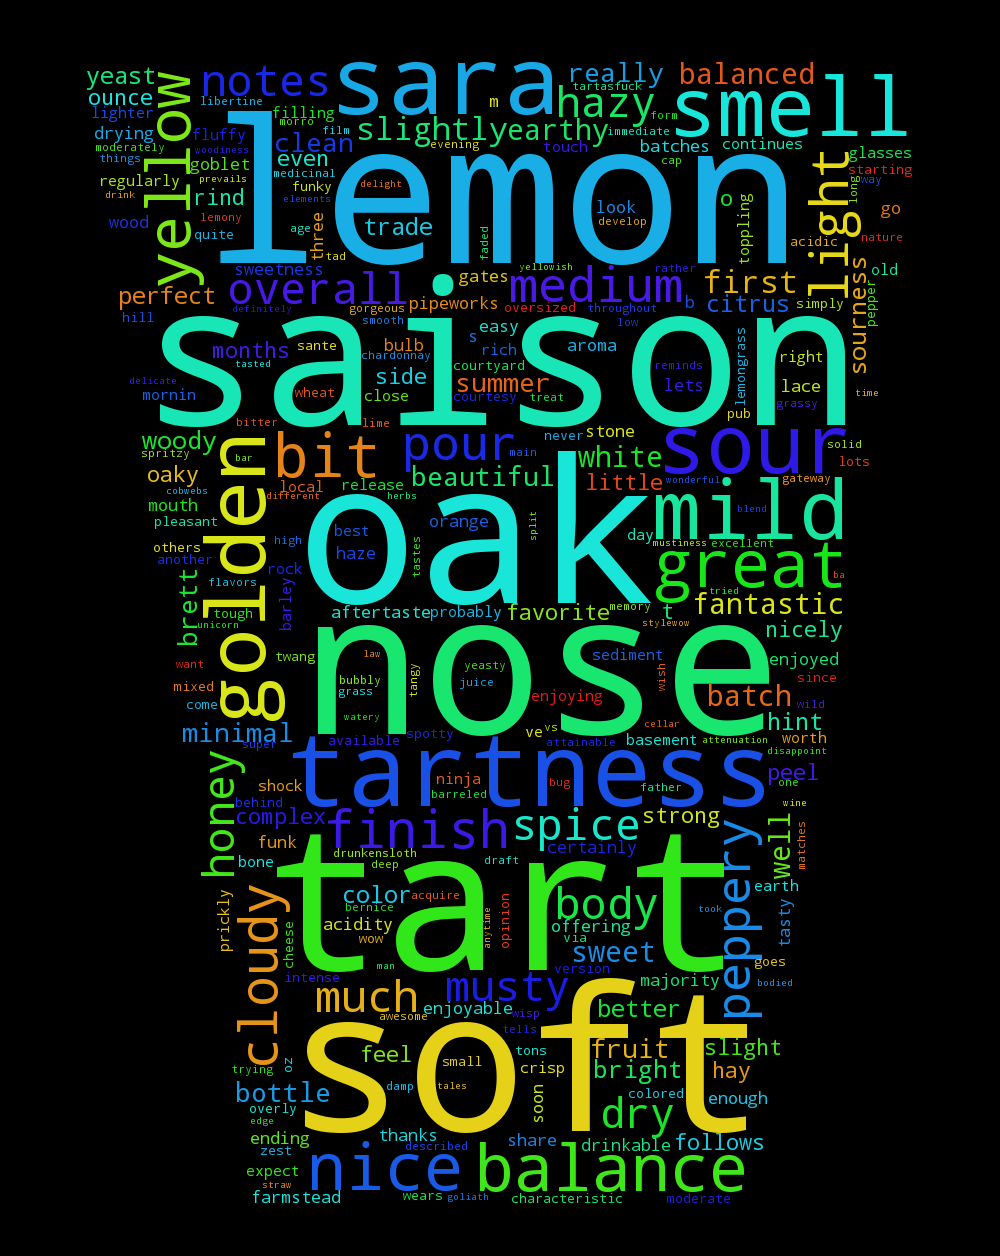 yeast
notes
sara
really
balanced
ounce
libertine
filling
tartasfuck
hazy
smell
lighter
morro
m
form
drying
yellow
fluffy
clean
film
slightly
earthy
immediate
touch
batches
continues
moderately
woodiness
evening
cap
things
prevails
goblet
even
glasses
regularly
medicinal
lemon
starting
funky
delight
light
long
way
drink
rind
elements
look
o
go
wood
lemony
three
trade
develop
toppling
quite
age
faded
acidic
nature
tad
sweetness
overall
gates
yellowish
medium
rather
first
old
perfect
definitely
gorgeous
pipeworks
oversized
throughout
b
citrus
simply
sourness
pepper
hill
smooth
s
easy
low
saison
months
sante
bulb
rich
aroma
lemongrass
right
tasted
chardonnay
courtyard
reminds
delicate
side
summer
lets
lace
mornin
wheat
close
courtesy
treat
grassy
time
pub
bitter
lime
woody
golden
bit
pour
main
never
stone
sour
solid
spritzy
bar
white
lots
oaky
cobwebs
local
release
beautiful
little
wonderful
gateway
different
herbs
mild
mouth
pleasant
best
orange
oak
split
day
blend
others
high
haze
tastes
mustiness
excellent
another
rock
great
flavors
brett
barley
ba
tough
aftertaste
probably
favorite
memory
tried
t
fantastic
unicorn
stylewow
nicely
twang
law
nose
yeasty
sediment
enjoyed
want
bubbly
tangy
juice
wish
since
mixed
grass
enjoying
batch
come
watery
cellar
wild
minimal
spotty
ve
vs
hint
super
available
attainable
basement
attenuation
worth
disappoint
tartness
honey
shock
ninja
bug
father
peel
one
behind
barreled
wine
complex
finish
spice
strong
well
matches
funk
drunkensloth
certainly
peppery
bone
deep
draft
tart
earth
color
acquire
body
took
prickly
bernice
anytime
opinion
tasty
acidity
offering
cloudy
cheese
wow
via
sweet
goes
man
version
intense
musty
majority
bodied
much
enjoyable
wisp
better
awesome
tells
soft
feel
small
tons
fruit
slight
trying
oz
crisp
bright
hay
bottle
damp
tales
soon
colored
enough
overly
edge
dry
ending
thanks
share
drinkable
follows
zest
described
expect
nice
balance
straw
farmstead
wears
goliath
characteristic
moderate